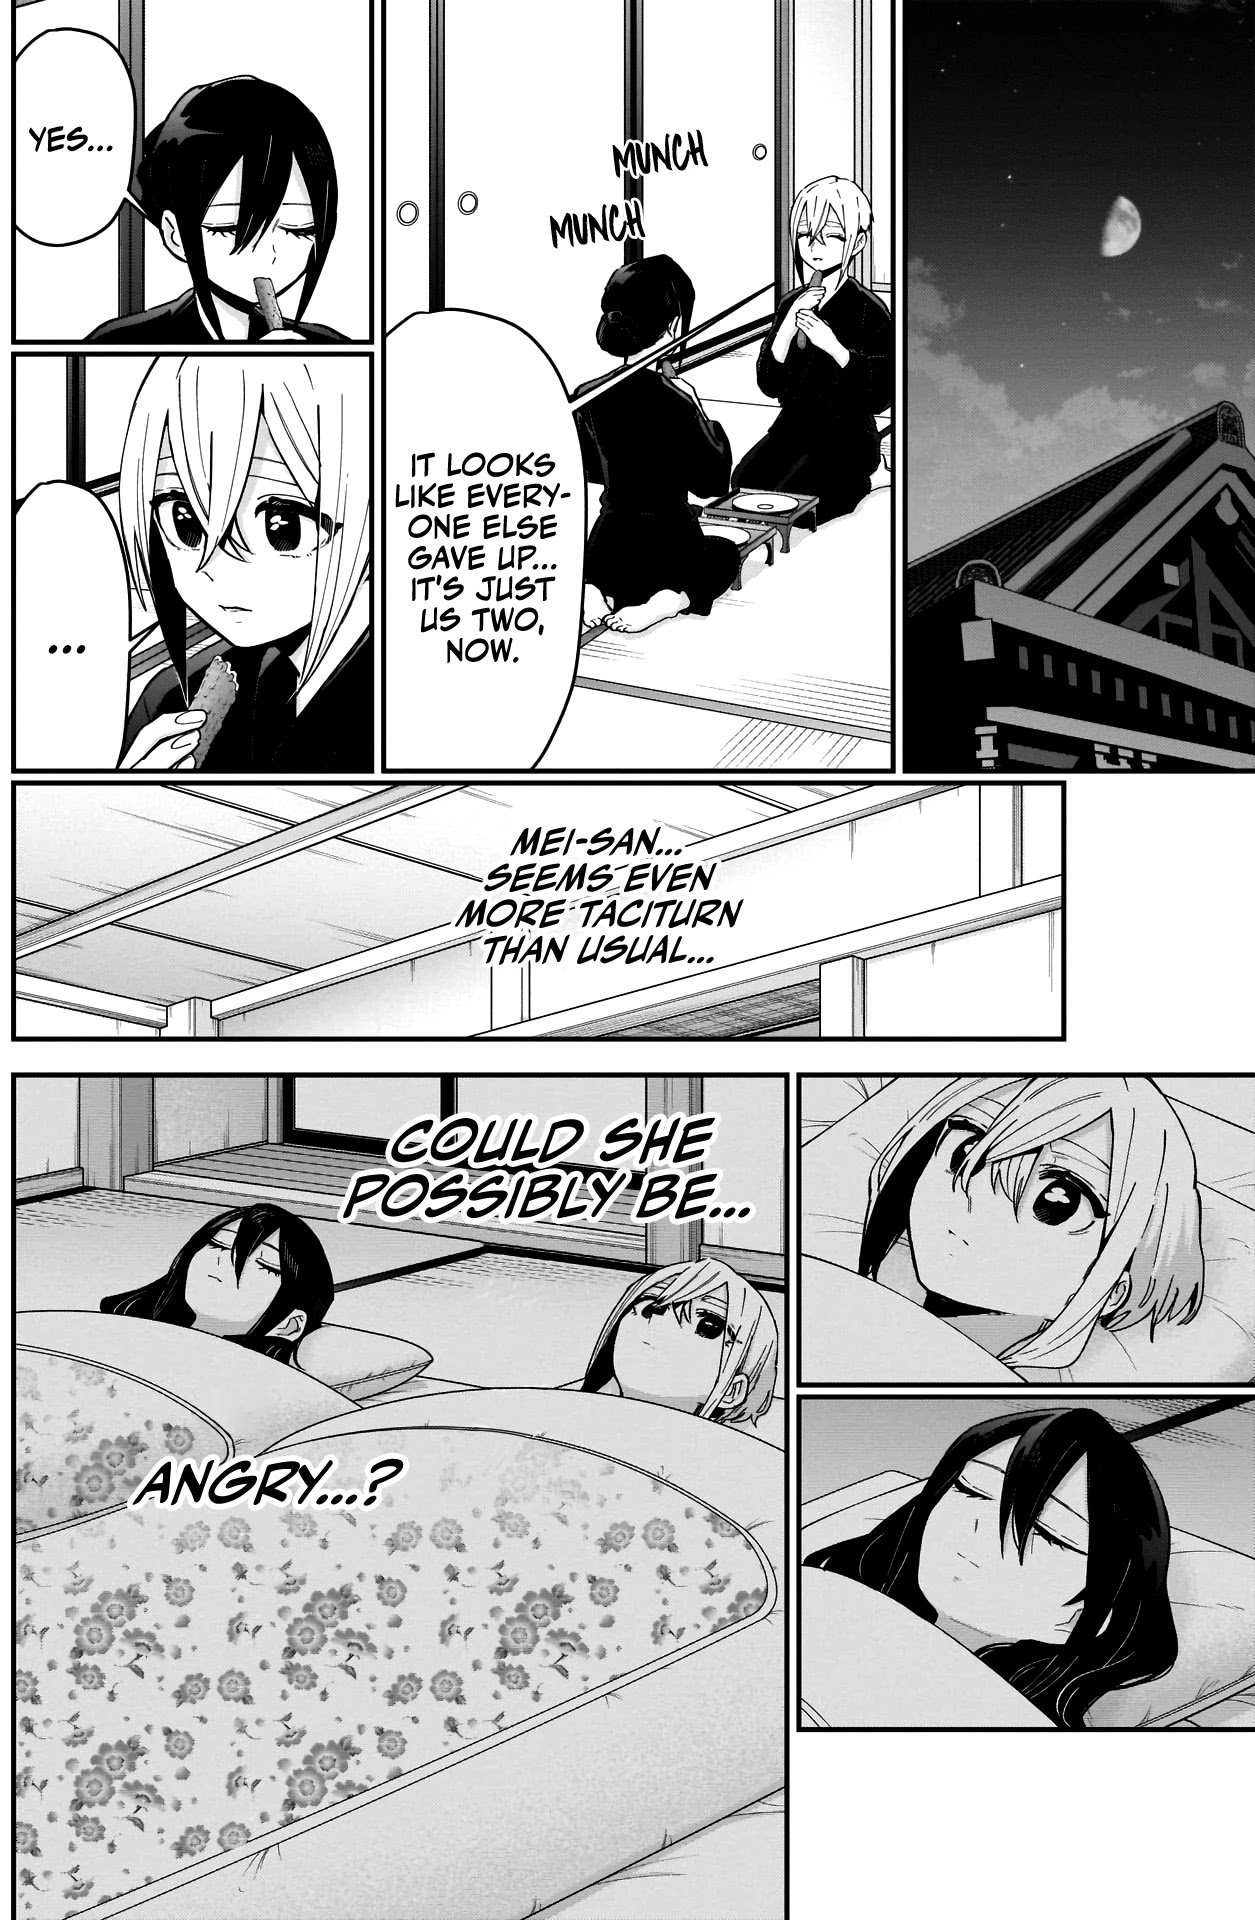 MUNCH
MUNCH
IT LOOKS
LIKE EVERY-
ONE ELSE
GAVE UP...
IT'S JUST
US TWO,
NOW.
YES...
...
MEI-SAN...
SEEMS EVEN
MORE TACITURN
THAN USUAL...
COULD SHE
POSSIBLY BE...
ANGRY...?